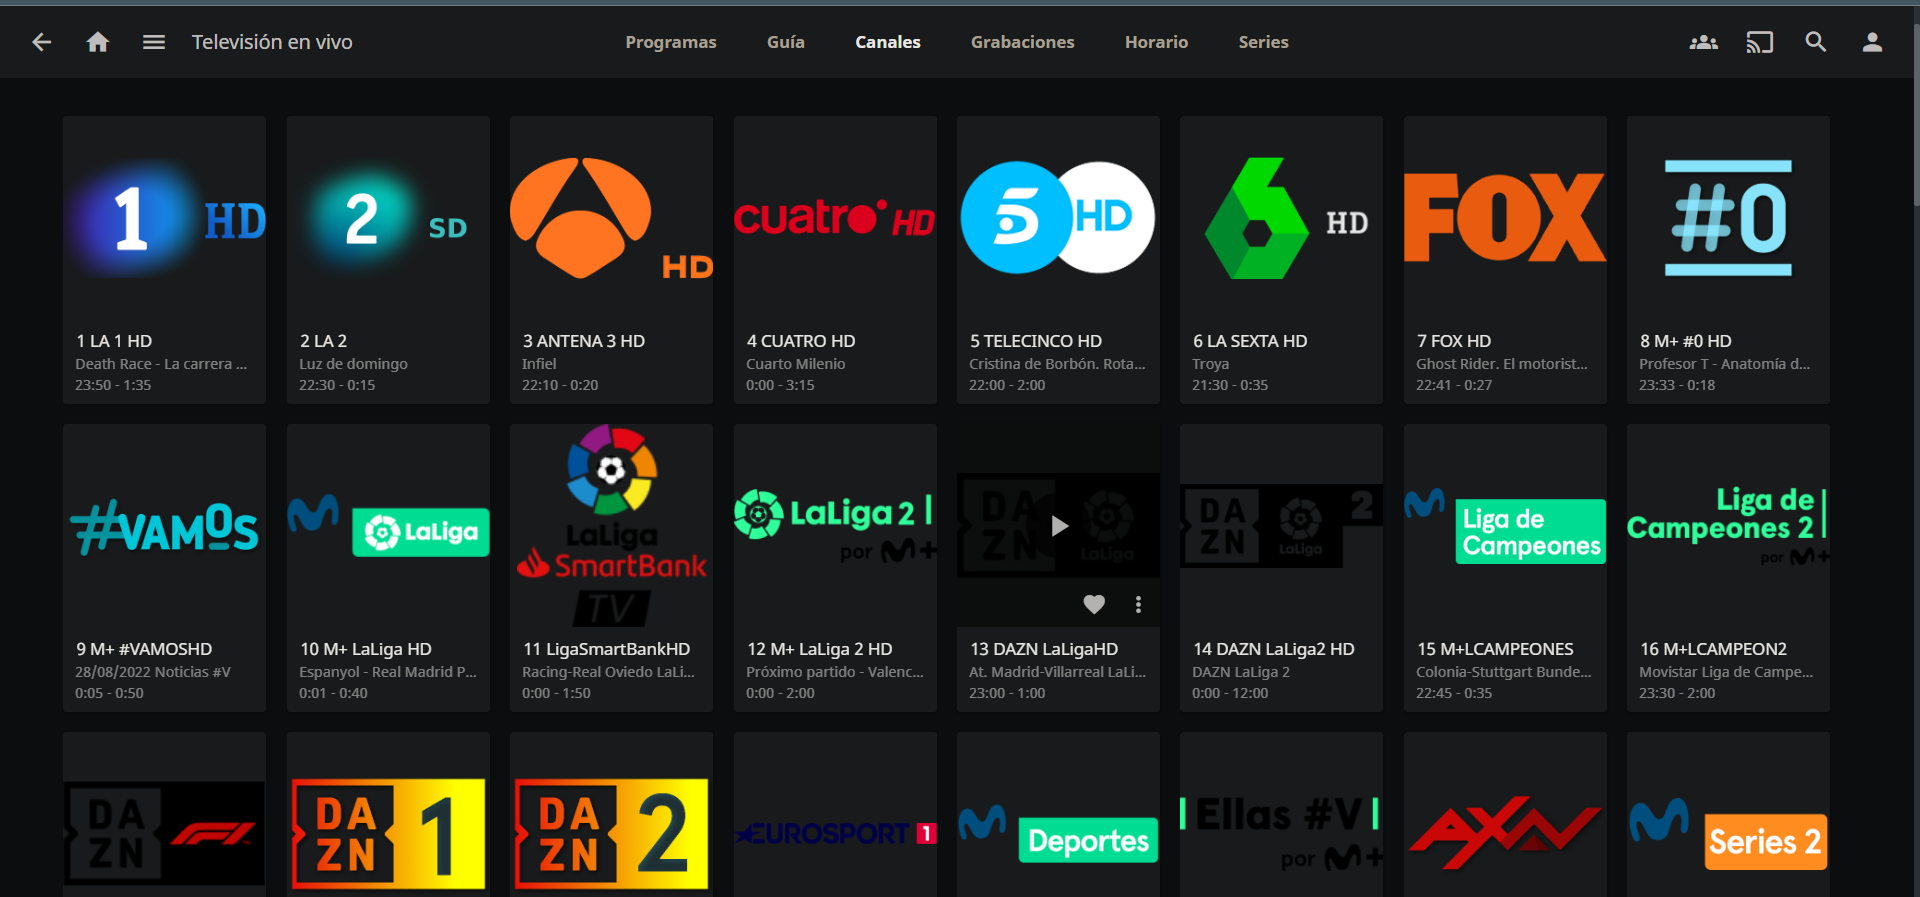 Televisión en vivo
Programas
Guía
Canales
Grabaciones
Horario
Series
1 HD
2 SD
HD
cuatro HD
5 HD
6 HD
FOX
#0
1 LA 1 HD
Death Race - La carrera ...
23:50 - 1:35
2 LA 2
Luz de domingo
22:30 - 0:15
3 ANTENA 3 HD
Infiel
22:10 - 0:20
4 CUATRO HD
Cuarto Milenio
0:00 - 3:15
5 TELECINCO HD
Cristina de Borbón. Rota...
22:00 - 2:00
6 LA SEXTA HD
Troya
21:30 - 0:35
7 FOX HD
Ghost Rider. El motorist...
22:41 - 0:27
8 M+ #0 HD
Profesor T - Anatomía d...
23:33 - 0:18
#VAMOS
M
LaLiga
LaLiga
SmartBank
TV
LaLiga 2
por M+
DA
ZN
LaLiga
DA
ZN
LaLiga
2
M
Liga de
Campeones
Liga de
Campeones 2
por M+
9 M+ #VAMOSHD
28/08/2022 Noticias #V
0:05 - 0:50
10 M+ LaLiga HD
Espanyol - Real Madrid P...
0:01 - 0:40
11 LigaSmartBankHD
Racing-Real Oviedo LaLi...
0:00 - 1:50
12 M+ LaLiga 2 HD
Próximo partido - Valenc...
0:00 - 2:00
13 DAZN LaLigaHD
At. Madrid-Villarreal LaLi...
23:00 - 1:00
14 DAZN LaLiga2 HD
DAZN LaLiga 2
0:00 - 12:00
15 M+LCAMPEONES
Colonia-Stuttgart Bunde...
22:45 - 0:35
16 M+LCAMPEON2
Movistar Liga de Campe...
23:30 - 2:00
DA
ZN
F1
DA
ZN
1
DA
ZN
2
EUROSPORT 1
M
Deportes
Ellas #V
por M+
AXN
M
Series 2